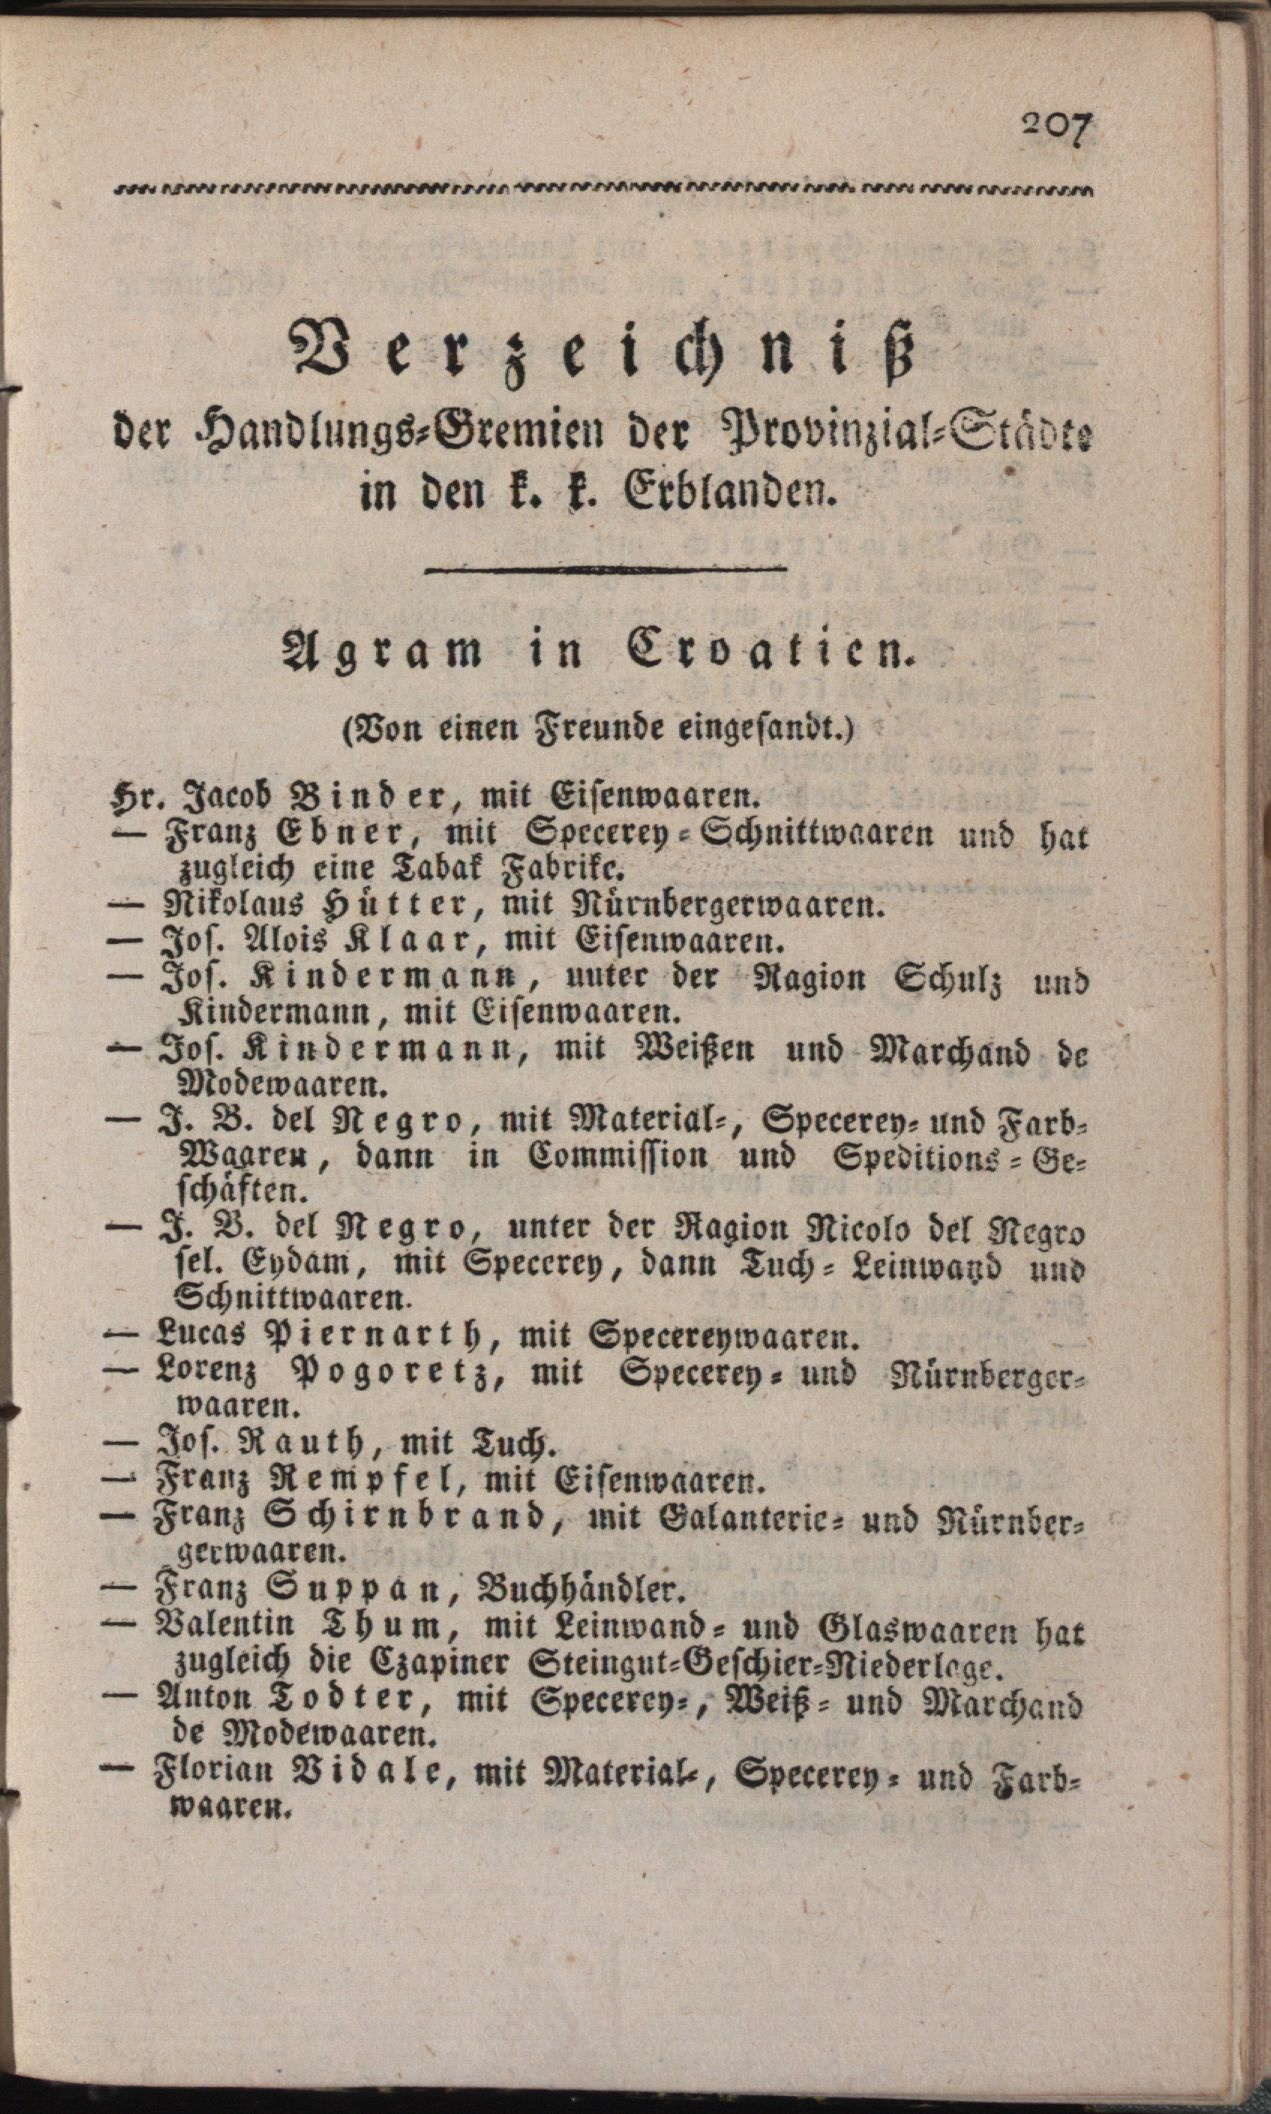 207
Verzeichniß
der Handlungs-Gremien der Provinzial-Städte
in den k. k. Erblanden.
Agram in Croatien.
(Von einen Freunde eingesandt.)
Hr. Jacob Binder, mit Eisenwaaren.
— Franz Ebner, mit Specerey-Schnittwaaren und hat
zugleich eine Tabak Fabrike.
— Nikolaus Hütter, mit Nürnbergerwaaren.
— Jos. Alois Klaar, mit Eisenwaaren.
— Jos. Kindermann, unter der Ragion Schulz und
Kindermann, mit Eisenwaaren.
— Jos. Kindermann, mit Weißen und Marchand de
Modewaaren.
— J. B. del Negro, mit Material-, Specerey- und Farb-
Waaren, dann in Commission und Speditions-Ge-
schäften.
— J. B. del Negro, unter der Ragion Nicolo del Negro
sel. Eydam, mit Specerey, dann Tuch-Leinwand und
Schnittwaaren.
— Lucas Piernarth, mit Specereywaaren.
— Lorenz Pogoretz, mit Specerey- und Nürnberger-
waaren.
— Jos. Rauth, mit Tuch.
— Franz Rempfel, mit Eisenwaaren.
— Franz Schirnbrand, mit Galanterie- und Nürnber-
gerwaaren.
— Franz Suppan, Buchhändler.
— Valentin Thum, mit Leinwand- und Glaswaaren hat
zugleich die Czapiner Steingut-Geschier-Niederlage.
— Anton Todter, mit Specerey-, Weiß- und Marchand
de Modewaaren.
— Florian Vidale, mit Material-, Specerey- und Farb-
waaren.